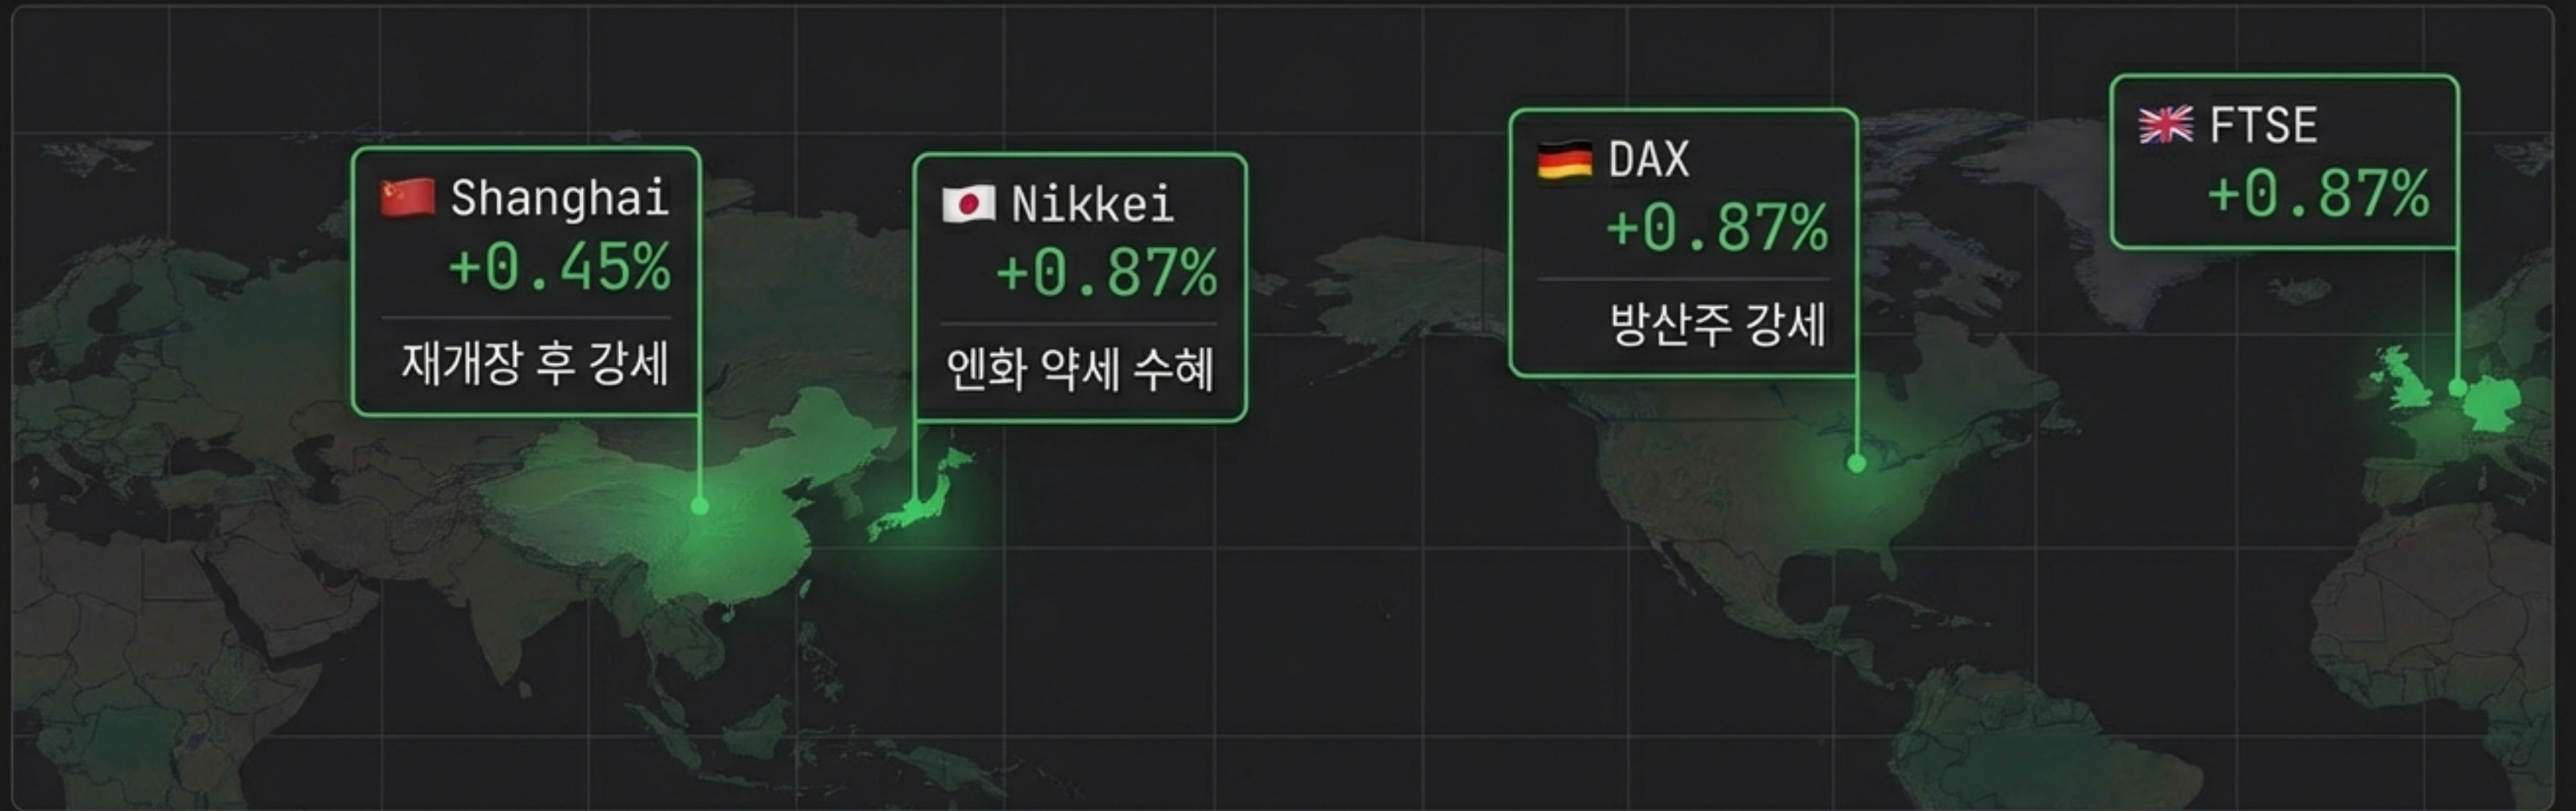 Shanghai
+0.45%
재개장 후 강세
Nikkei
+0.87%
엔화 약세 수혜
DAX
+0.87%
방산주 강세
FTSE
+0.87%